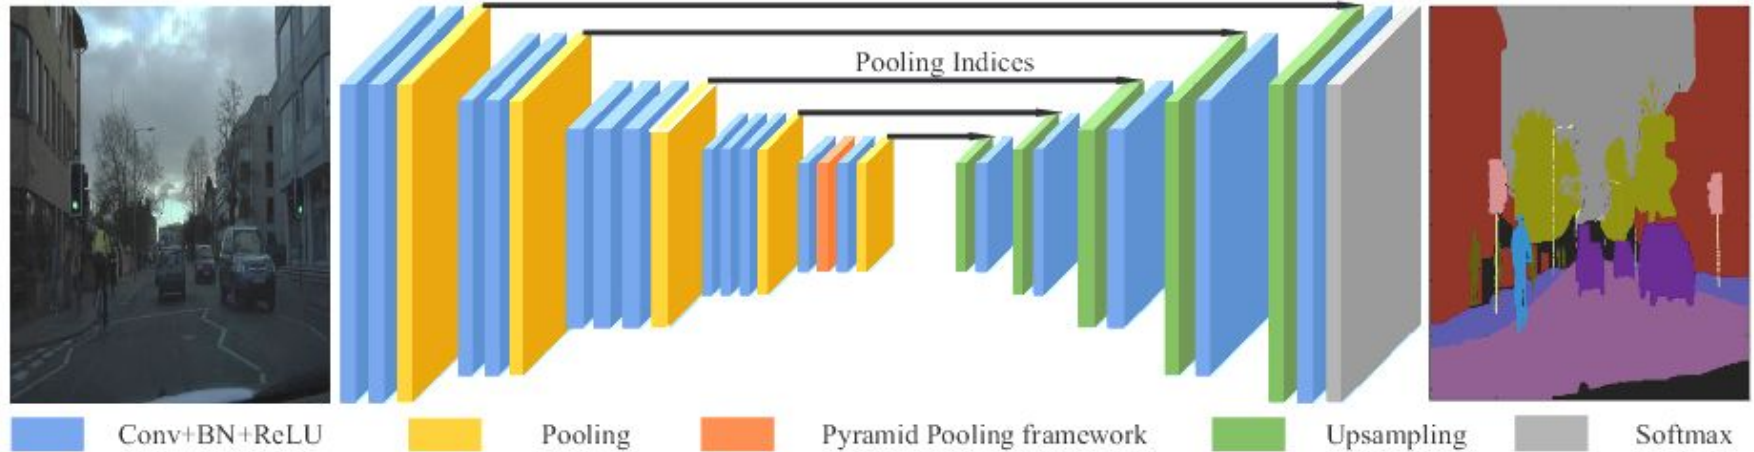 Pooling Indices
Conv+BN+ReLU
Pooling
Pyramid Pooling framework
Upsampling
Softmax